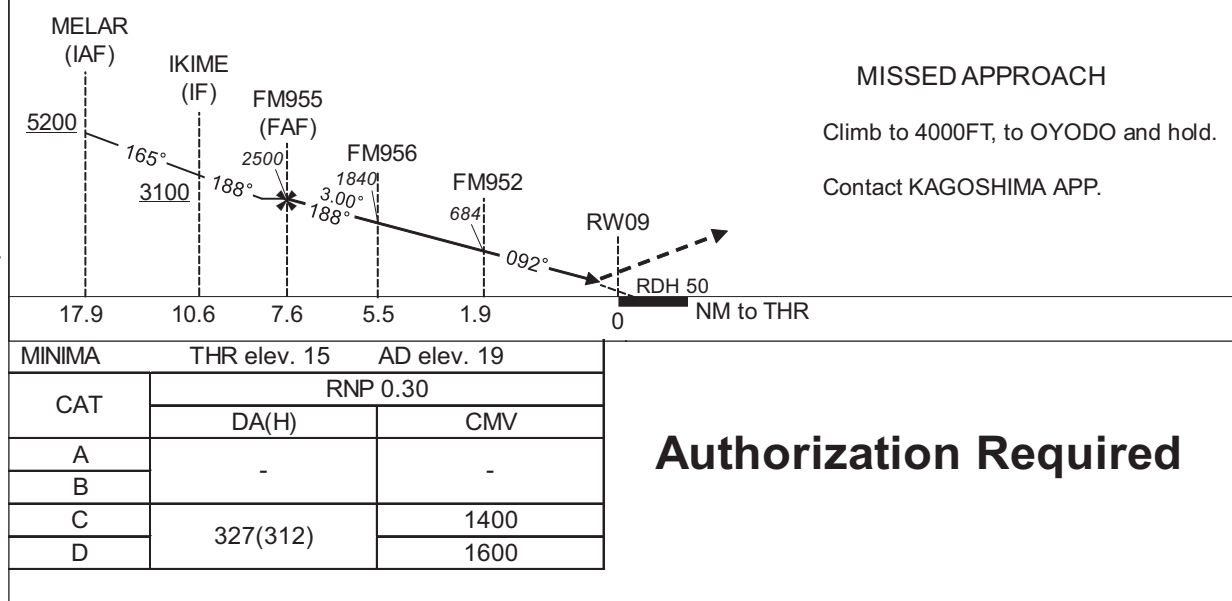 MELAR
(IAF)
IKIME
(IF)
FM955
(FAF)
MISSED APPROACH
5200
2500
FM956
Climb to 4000FT, to OYODO and hold.
165°
1840
FM952
3100
188°
3.00°
188°
684
Contact KAGOSHIMA APP.
RW09
092°
RDH 50
17.9 10.6 7.6 5.5 1.9 0 NM to THR
MINIMA THR elev. 15 AD elev. 19
CAT RNP 0.30
DA(H) CMV
A - -
B
C 327(312) 1400
D 1600
Authorization Required